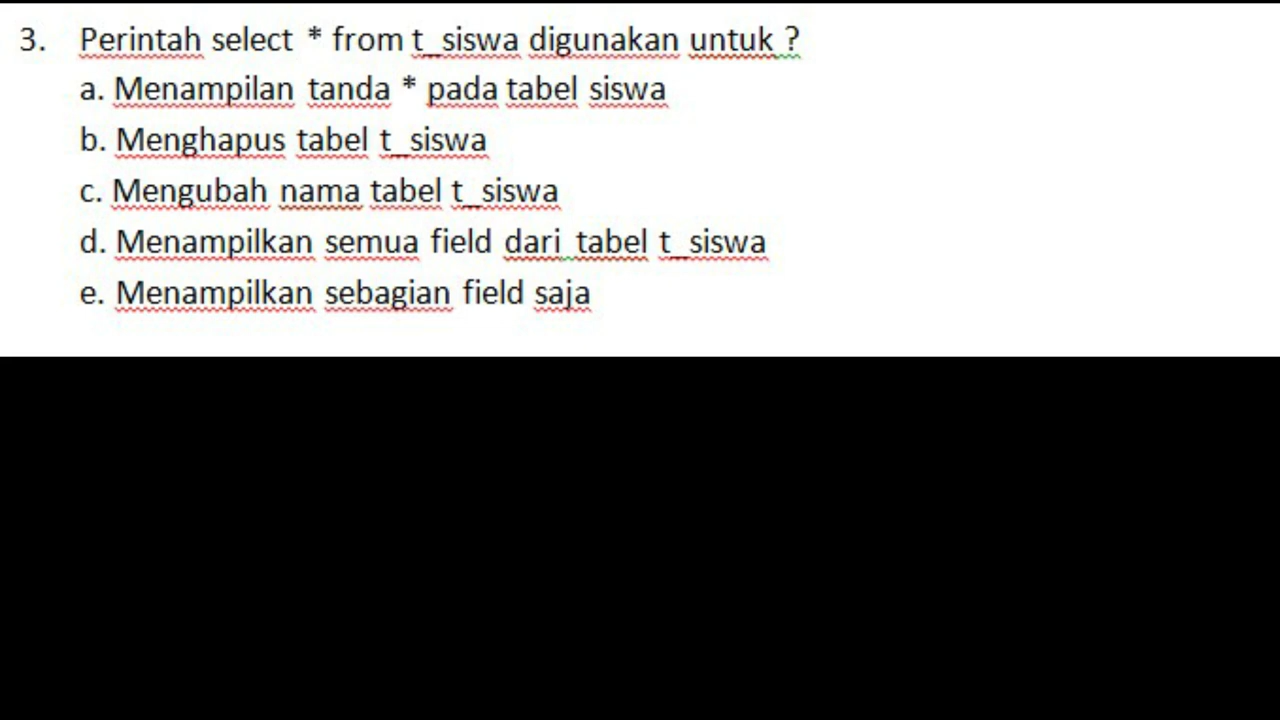 3. Perintah select * from t_siswa digunakan untuk ?
a. Menampilan tanda * pada tabel siswa
b. Menghapus tabel t_siswa
c. Mengubah nama tabel t_siswa
d. Menampilkan semua field dari tabel t_siswa
e. Menampilkan sebagian field saja